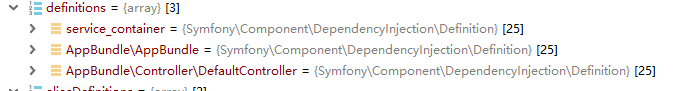 definitions = {array} [3]
service_container = {Symfony\Component\DependencyInjection\Definition} [25]
AppBundle\AppBundle = {Symfony\Component\DependencyInjection\Definition} [25]
AppBundle\Controller\DefaultController = {Symfony\Component\DependencyInjection\Definition} [25]